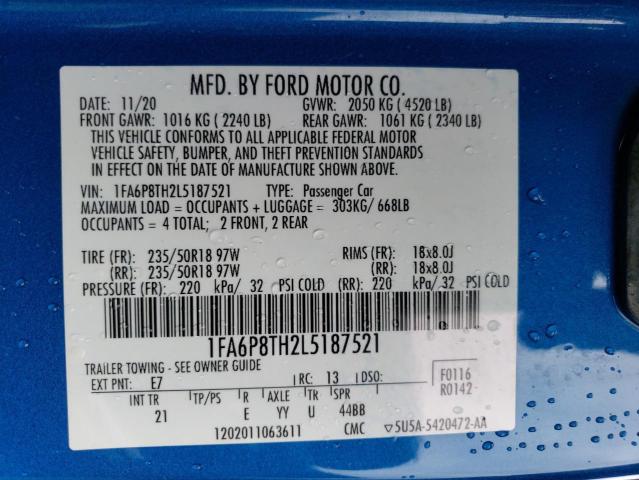 MFD. BY FORD MOTOR CO.
DATE: 11/20 GVWR: 2050 KG ( 4520 LB)
FRONT GAWR: 1016 KG ( 2240 LB) REAR GAWR: 1061 KG ( 2340 LB)
THIS VEHICLE CONFORMS TO ALL APPLICABLE FEDERAL MOTOR
VEHICLE SAFETY, BUMPER, AND THEFT PREVENTION STANDARDS
IN EFFECT ON THE DATE OF MANUFACTURE SHOWN ABOVE.
VIN: 1FA6P8TH2L5187521 TYPE: Passenger Car
MAXIMUM LOAD = OCCUPANTS + LUGGAGE = 303KG/ 668LB
OCCUPANTS = 4 TOTAL; 2 FRONT, 2 REAR
TIRE (FR): 235/50R18 97W RIMS (FR): 18x8.0J
(RR): 235/50R18 97W (RR): 18x8.0J
PRESSURE (FR): 220 kPa/ 32 PSI COLD (RR): 220 kPa/ 32 PSI COLD
1FA6P8TH2L5187521
TRAILER TOWING - SEE OWNER GUIDE
EXT PNT: E7 RC: 13 DSO: F0116
R0142
INT TR TP/PS R AXLE TR SPR
21 E YY U 44BB
1202011063611 CMC ▽5U5A-5420472-AA